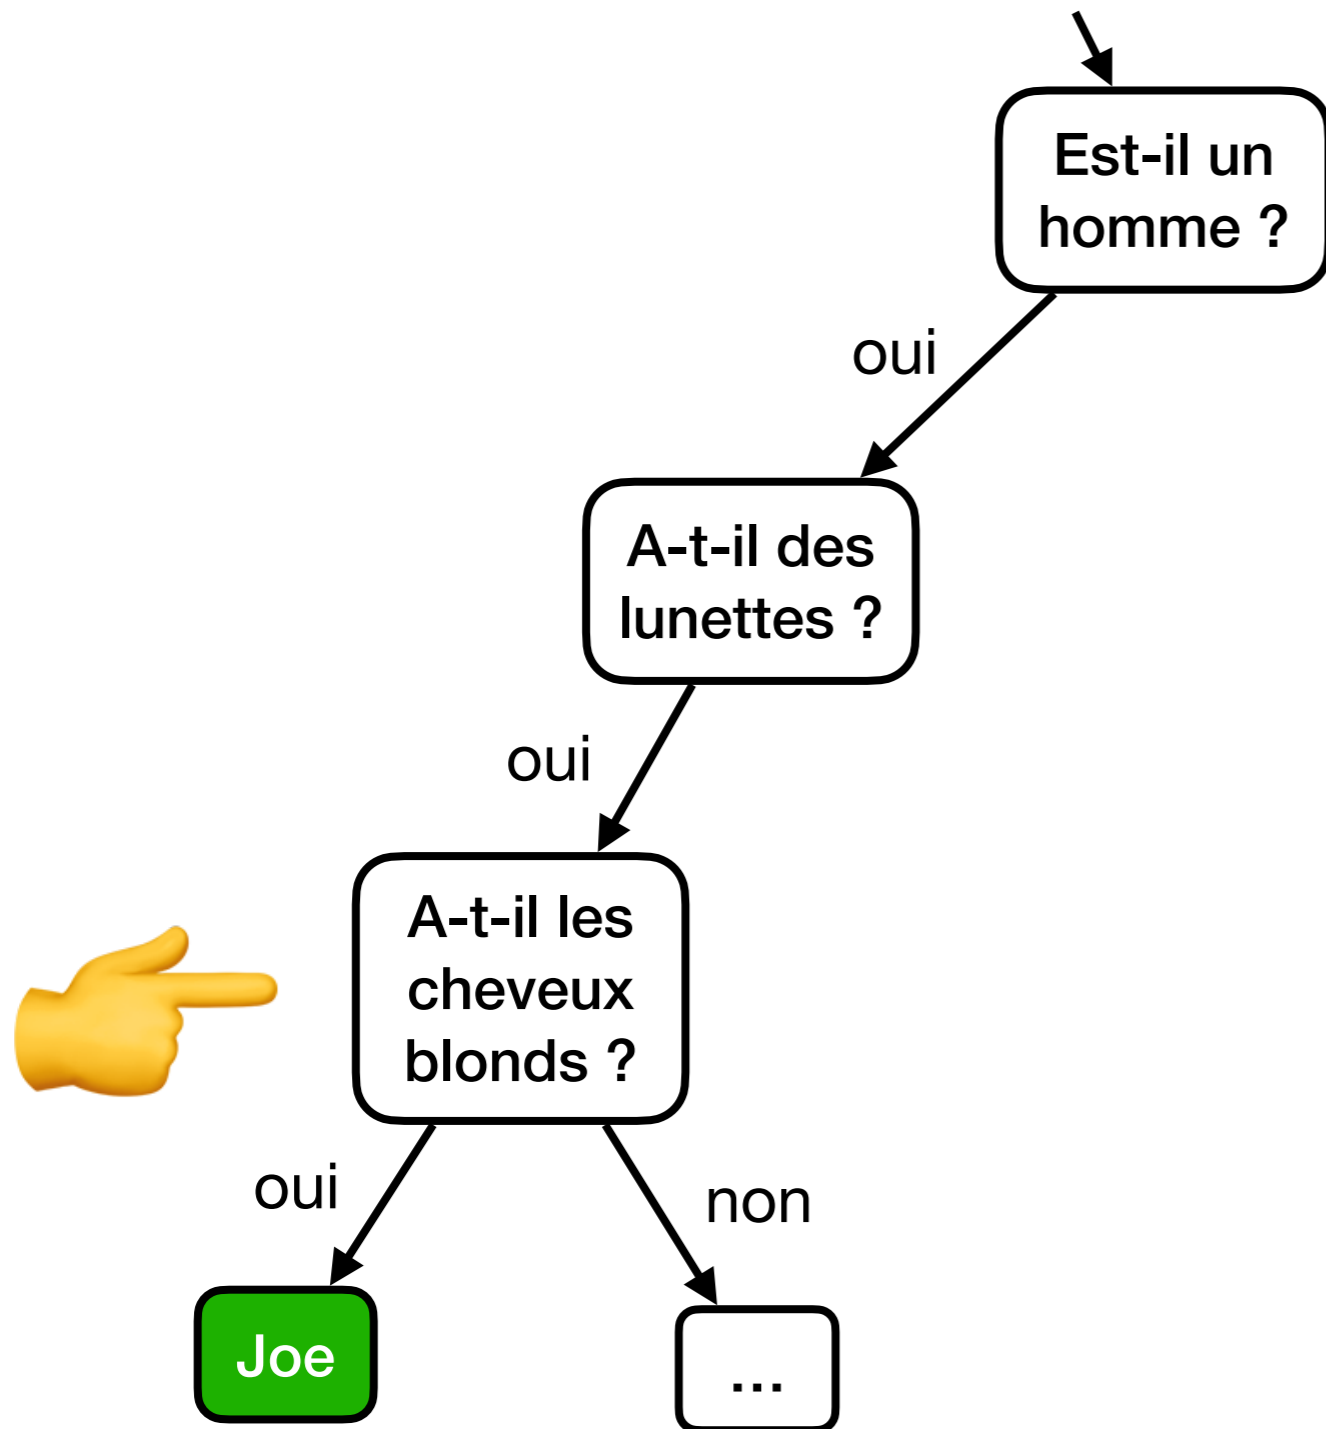 Est-il un
homme ?
oui
A-t-il des
lunettes ?
oui
A-t-il les
cheveux
blonds ?
oui
non
Joe
...